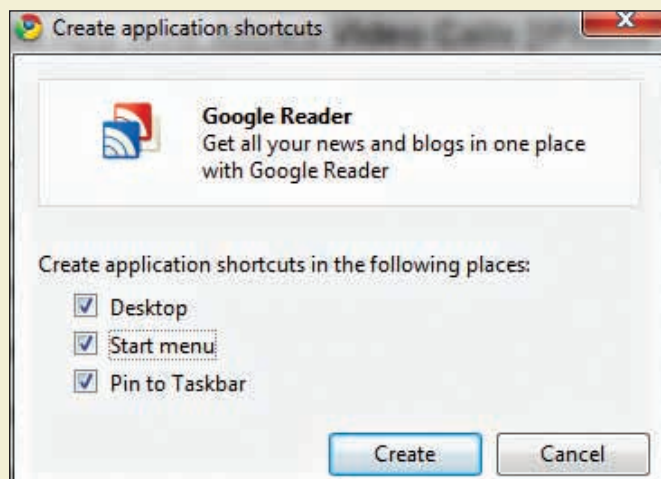 Create application shortcuts
Google Reader
Get all your news and blogs in one place
with Google Reader
Create application shortcuts in the following places:
Desktop
Start menu
Pin to Taskbar
Create
Cancel